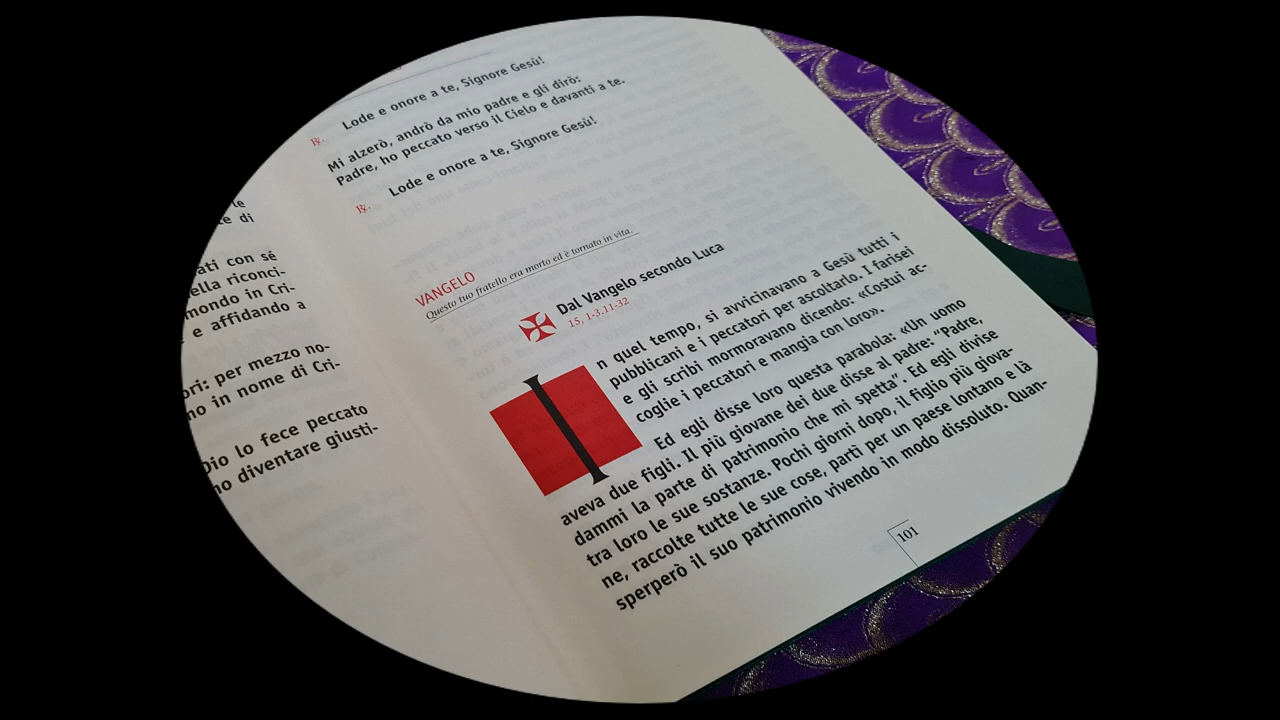 le
te di
ati con sé
ella riconci-
mondo in Cri-
e e affidando a
ori: per mezzo no-
no in nome di Cri-
pio lo fece peccato
no diventare giusti-
℟. Lode e onore a te, Signore Gesù!
Mi alzerò, andrò da mio padre e gli dirò:
Padre, ho peccato verso il Cielo e davanti a te.
℟. Lode e onore a te, Signore Gesù!
VANGELO
Questo tuo fratello era morto ed è tornato in vita.
Dal Vangelo secondo Luca
15, 1-3.11-32
In quel tempo, si avvicinavano a Gesù tutti i
pubblicani e i peccatori per ascoltarlo. I farisei
e gli scribi mormoravano dicendo: «Costui ac-
coglie i peccatori e mangia con loro».
Ed egli disse loro questa parabola: «Un uomo
aveva due figli. Il più giovane dei due disse al padre: “Padre,
dammi la parte di patrimonio che mi spetta”. Ed egli divise
tra loro le sue sostanze. Pochi giorni dopo, il figlio più giova-
ne, raccolte tutte le sue cose, partì per un paese lontano e là
sperperò il suo patrimonio vivendo in modo dissoluto. Quan-
101